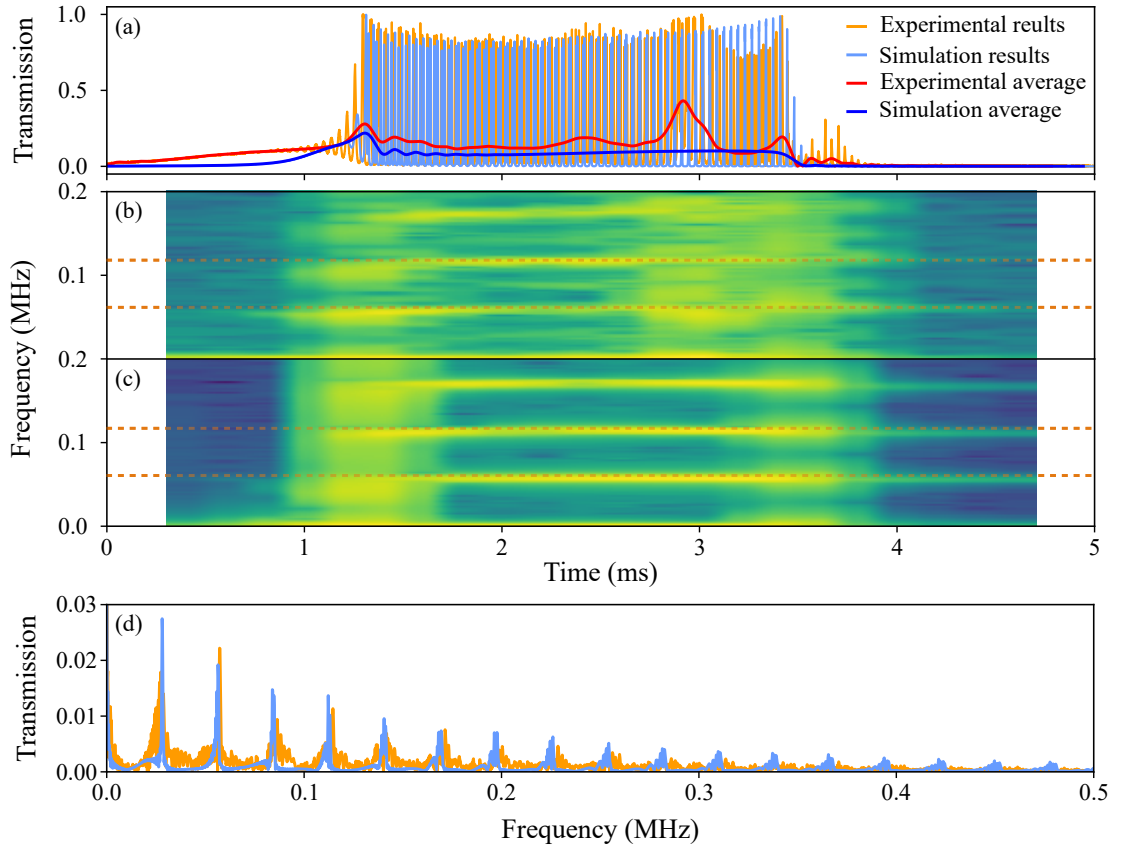 (a)
Transmission
1.0
0.5
0.0
Experimental reults
Simulation results
Experimental average
Simulation average
(b)
Frequency (MHz)
0.2
0.1
0.2
(c)
0.1
0.0
0 1 2 3 4 5
Time (ms)
(d)
Transmission
0.03
0.02
0.01
0.00
0.0 0.1 0.2 0.3 0.4 0.5
Frequency (MHz)